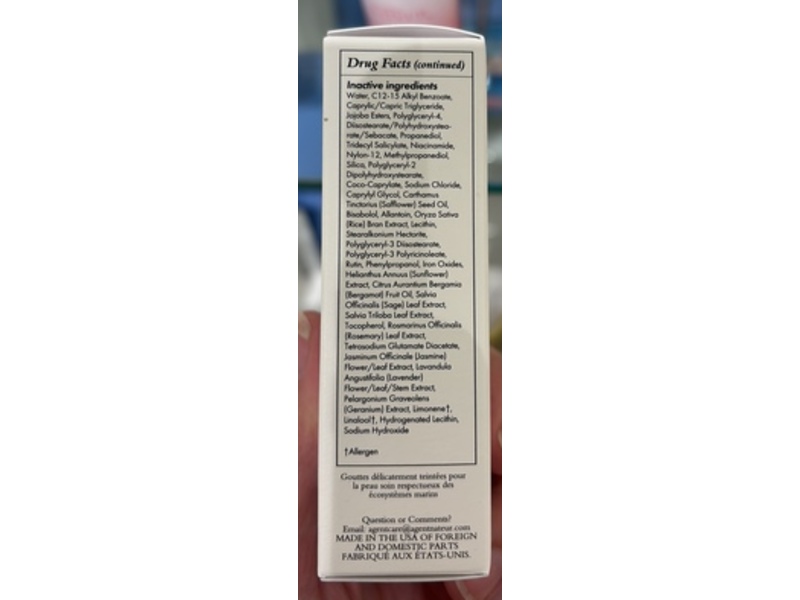 Drug Facts (continued)
Inactive ingredients
Water, C12-15 Alkyl Benzoate,
Caprylic/Capric Triglyceride,
Jojoba Esters, Polyglyceryl-4,
Diisostearate/Polyhydroxystea-
rate/Sebacate, Propanediol,
Tridecyl Salicylate, Niacinamide,
Nylon-12, Methylpropanediol,
Silica, Polyglyceryl-2
Dipolyhydroxystearate,
Coco-Caprylate, Sodium Chloride,
Caprylyl Glycol, Carthamus
Tinctorius (Safflower) Seed Oil,
Bisabolol, Allantoin, Oryza Sativa
(Rice) Bran Extract, Lecithin,
Stearalkonium Hectorite,
Polyglyceryl-3 Diisostearate,
Polyglyceryl-3 Polyricinoleate,
Rutin, Phenylpropanol, Iron Oxides,
Helianthus Annuus (Sunflower)
Extract, Citrus Aurantium Bergamia
(Bergamot) Fruit Oil, Salvia
Officinalis (Sage) Leaf Extract,
Salvia Triloba Leaf Extract,
Tocopherol, Rosmarinus Officinalis
(Rosemary) Leaf Extract,
Tetrasodium Glutamate Diacetate,
Jasminum Officinale (Jasmine)
Flower/Leaf Extract, Lavandula
Angustifolia (Lavender)
Flower/Leaf/Stem Extract,
Pelargonium Graveolens
(Geranium) Extract, Limonene†,
Linalool†, Hydrogenated Lecithin,
Sodium Hydroxide
†Allergen
Gouttes délicatement teintées pour
la peau soin respectueux des
écosystèmes marins
Question or Comments?
Email: agentcare@agentnateur.com
MADE IN THE USA OF FOREIGN
AND DOMESTIC PARTS
FABRIQUÉ AUX ÉTATS-UNIS.